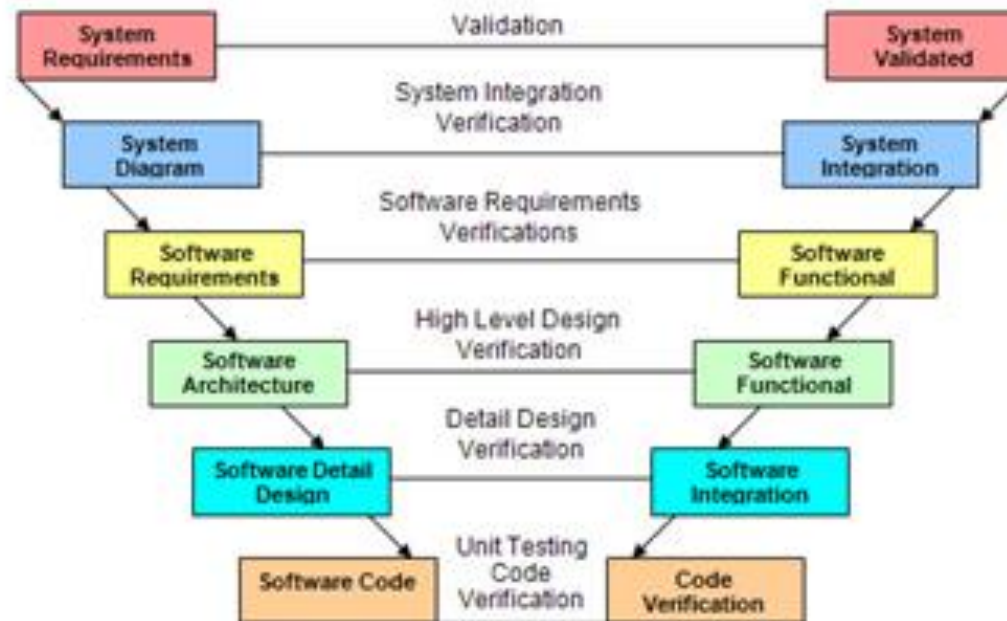 System
Requirements
Validation
System
Validated
System Integration
Verification
System
Diagram
System
Integration
Software Requirements
Verifications
Software
Requirements
Software
Functional
High Level Design
Verification
Software
Architecture
Software
Functional
Detail Design
Verification
Software Detail
Design
Software
Integration
Unit Testing
Code
Verification
Software Code
Code
Verification